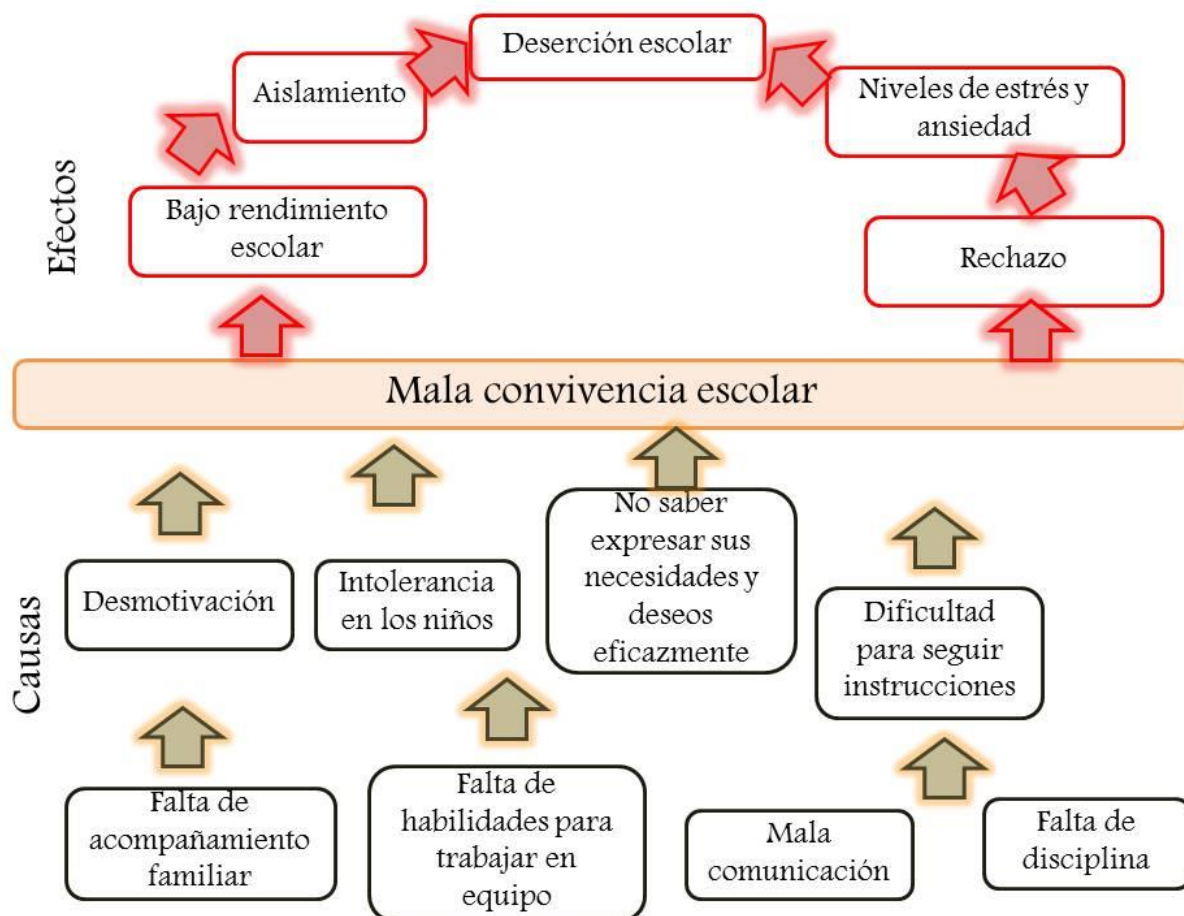 Deserción escolar
Aislamiento
Niveles de estrés y
ansiedad
Efectos
Bajo rendimiento
escolar
Rechazo
Mala convivencia escolar
Causas
Desmotivación
Intolerancia
en los niños
No saber
expresar sus
necesidades y
deseos
eficazmente
Dificultad
para seguir
instrucciones
Falta de
acompañamiento
familiar
Falta de
habilidades para
trabajar en
equipo
Mala
comunicación
Falta de
disciplina